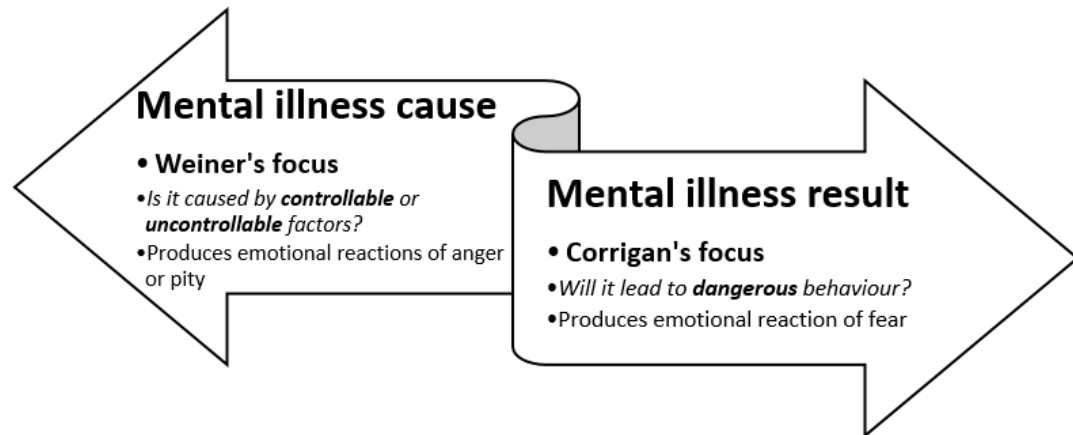 Mental illness cause
• Weiner's focus
•Is it caused by controllable or
uncontrollable factors?
•Produces emotional reactions of anger
or pity
Mental illness result
• Corrigan's focus
•Will it lead to dangerous behaviour?
•Produces emotional reaction of fear